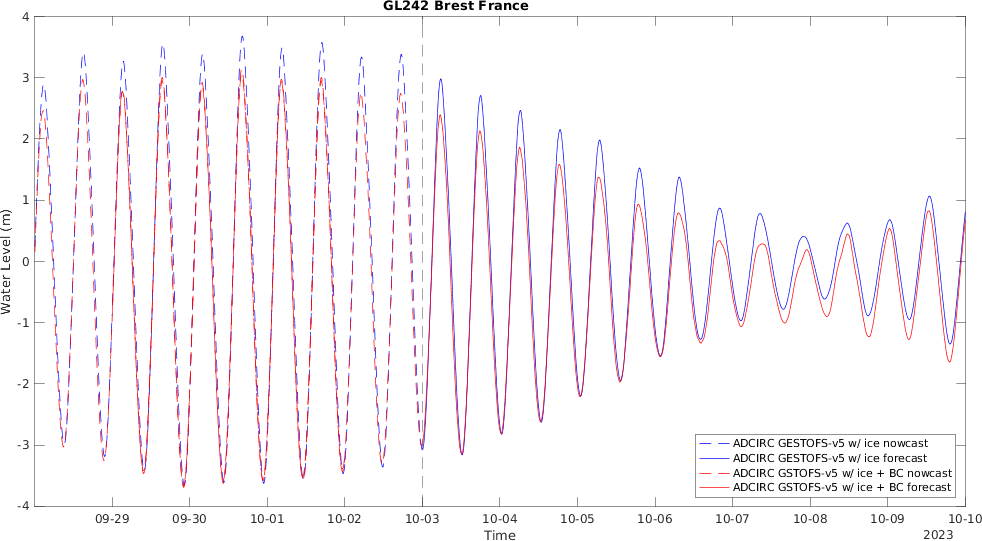 GL242 Brest France
4
3
2
1
0
-1
-2
-3
-4
Water Level (m)
09-29 09-30 10-01 10-02 10-03 10-04 10-05 10-06 10-07 10-08 10-09 10-10
Time
2023
ADCIRC GESTOFS-v5 w/ ice nowcast
ADCIRC GESTOFS-v5 w/ ice forecast
ADCIRC GSTOFS-v5 w/ ice + BC nowcast
ADCIRC GSTOFS-v5 w/ ice + BC forecast